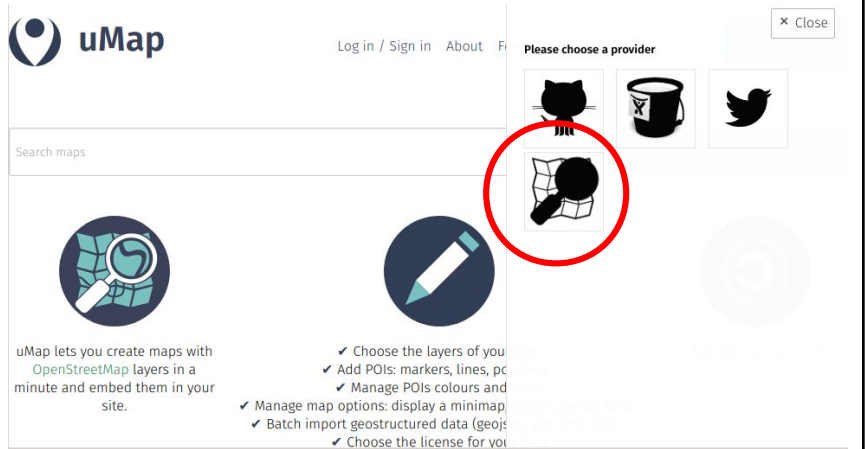 × Close
uMap
Log in / Sign in About F
Please choose a provider
Search maps
uMap lets you create maps with
OpenStreetMap layers in a
minute and embed them in your
site.
✔ Choose the layers of you
✔ Add POIs: markers, lines, po
✔ Manage POIs colours and
✔ Manage map options: display a minimap,
✔ Batch import geostructured data (geojs
✔ Choose the license for you